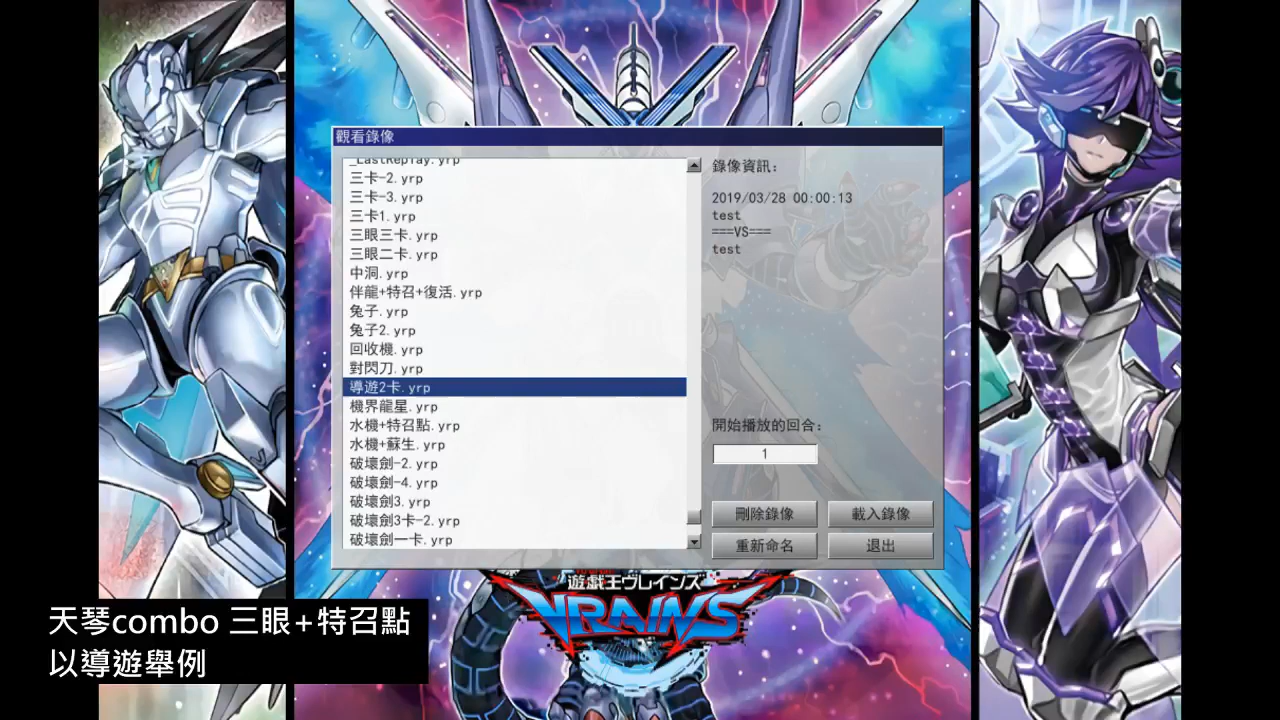 觀看錄像
_LastReplay.yrp
三卡-2.yrp
三卡-3.yrp
三卡1.yrp
三眼三卡.yrp
三眼二卡.yrp
中洞.yrp
伴龍+特召+復活.yrp
兔子.yrp
兔子2.yrp
回收機.yrp
對閃刀.yrp
導遊2卡.yrp
機界龍星.yrp
水機+特召點.yrp
水機+蘇生.yrp
破壞劍-2.yrp
破壞劍-4.yrp
破壞劍3.yrp
破壞劍3卡-2.yrp
破壞劍一卡.yrp
錄像資訊:
2019/03/28 00:00:13
test
===VS===
test
開始播放的回合:
1
刪除錄像
載入錄像
重新命名
退出
遊戯王ヴレインズ
VRAINS
天琴combo 三眼+特召點
以導遊舉例